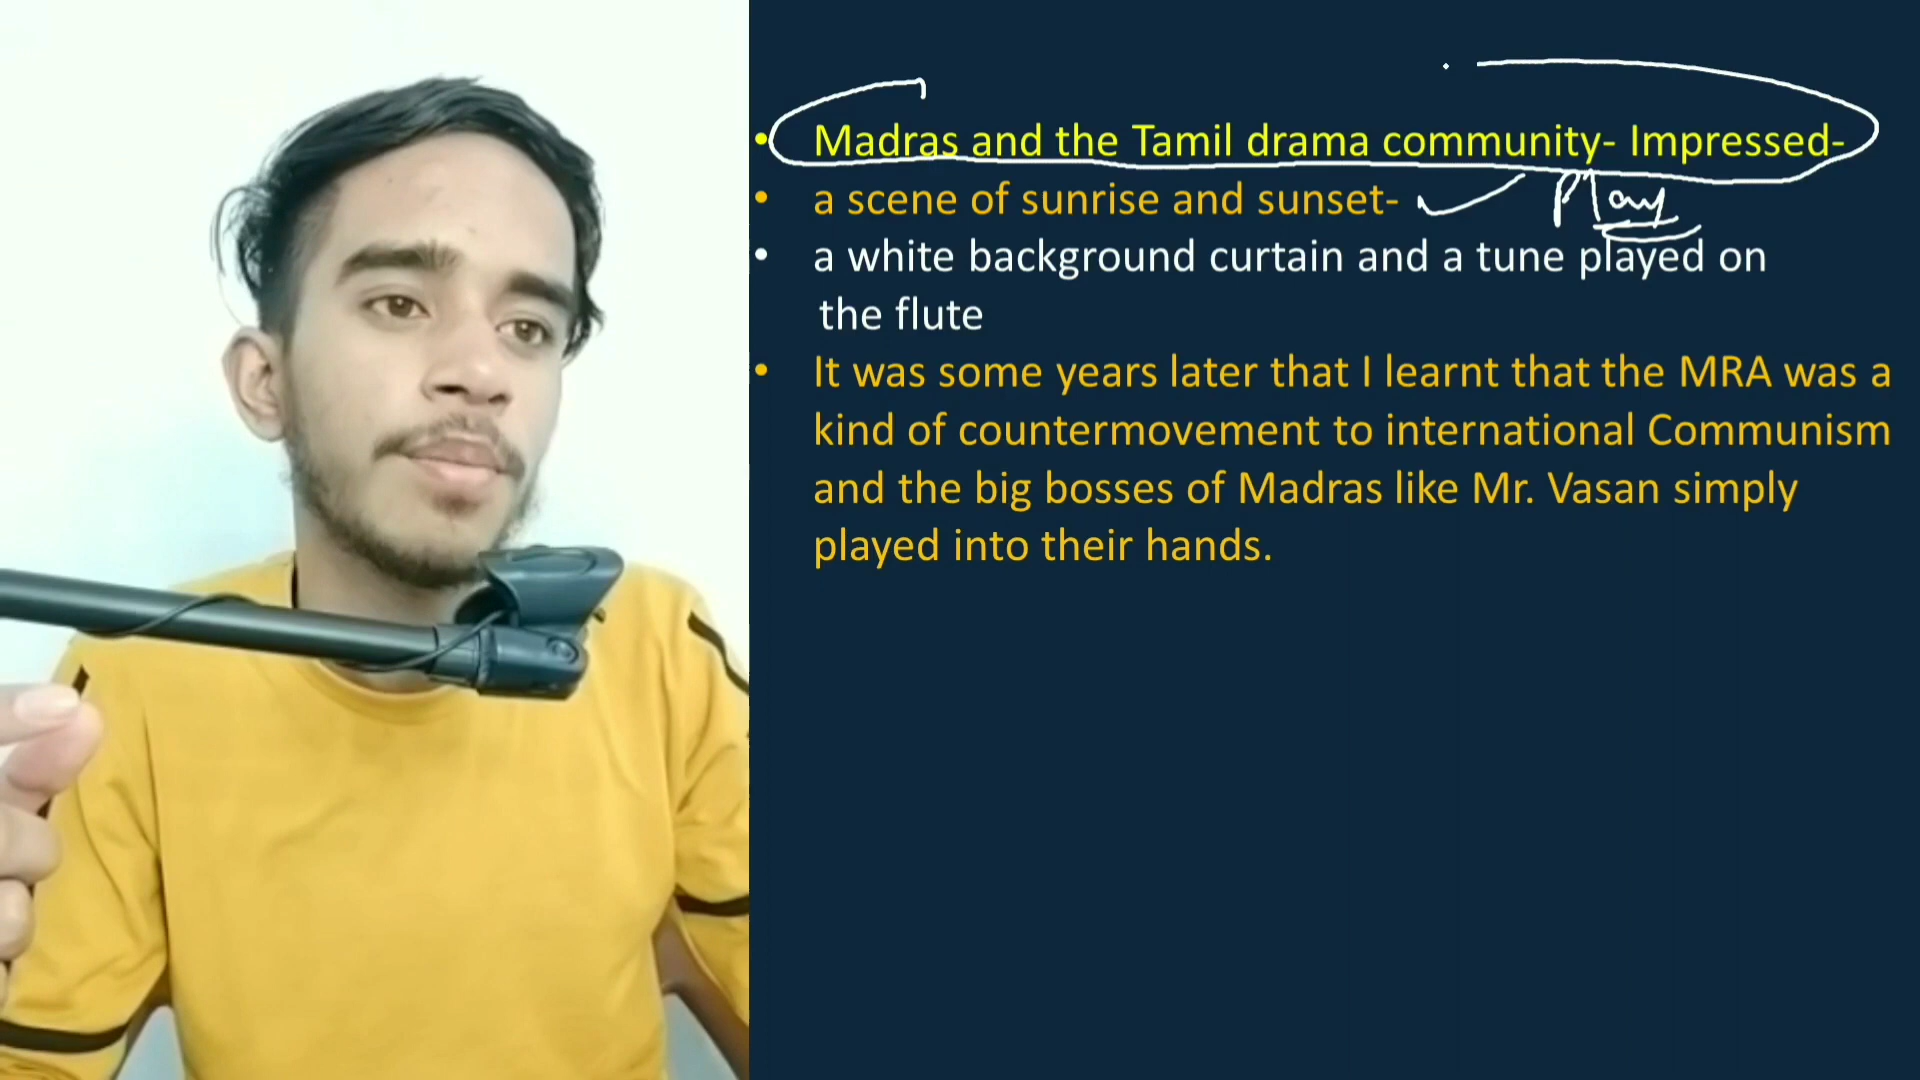 • Madras and the Tamil drama community- Impressed-
• a scene of sunrise and sunset- Play
• a white background curtain and a tune played on
the flute
• It was some years later that I learnt that the MRA was a
kind of countermovement to international Communism
and the big bosses of Madras like Mr. Vasan simply
played into their hands.